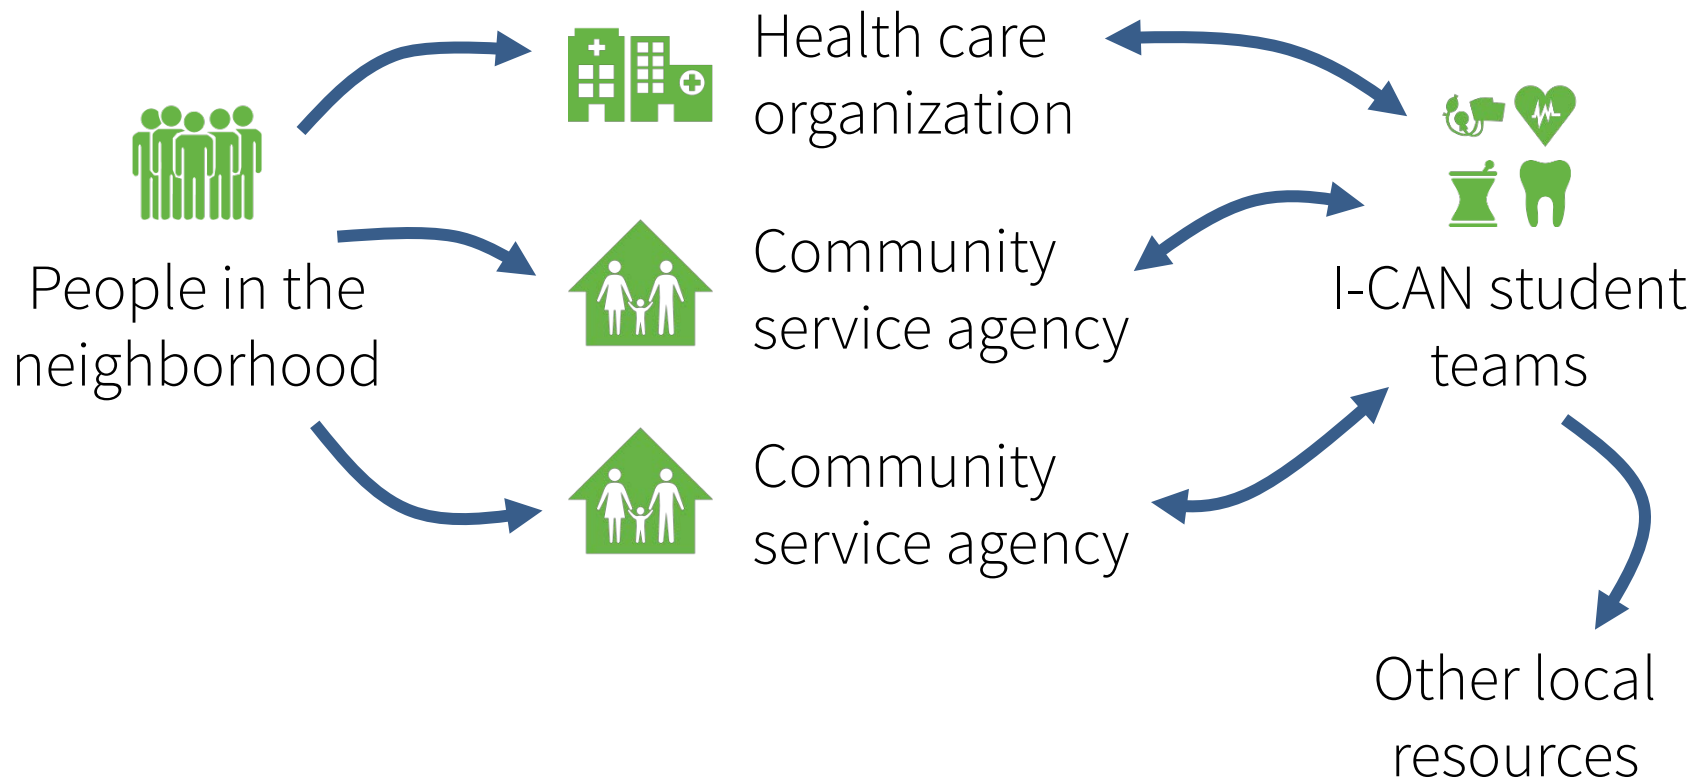 People in the
neighborhood
Health care
organization
Community
service agency
Community
service agency
I-CAN student
teams
Other local
resources